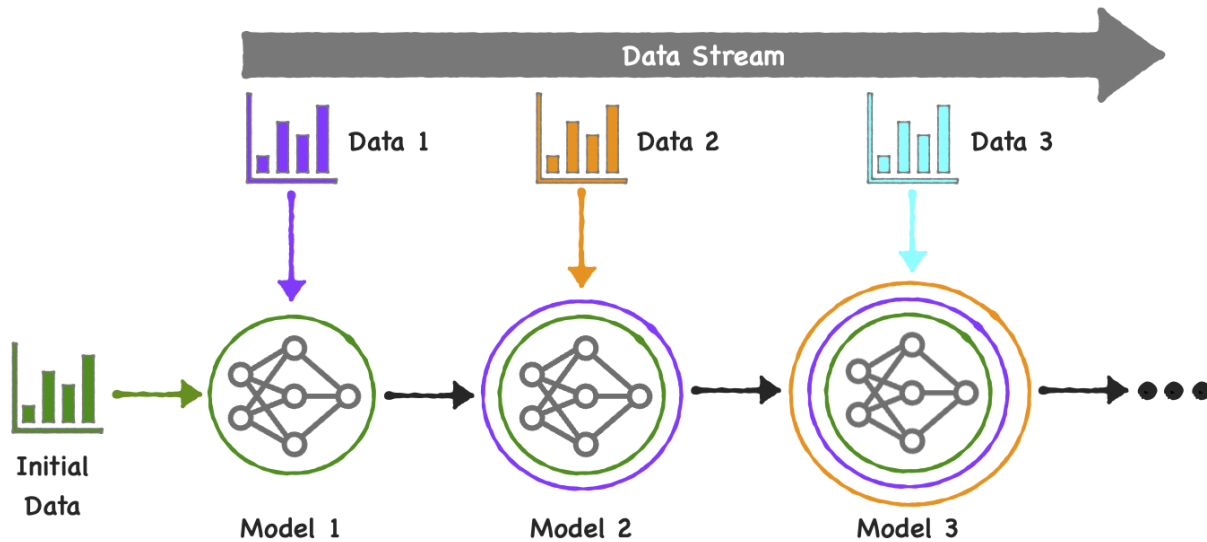 Data Stream
Data 1
Data 2
Data 3
Initial
Data
Model 1
Model 2
Model 3